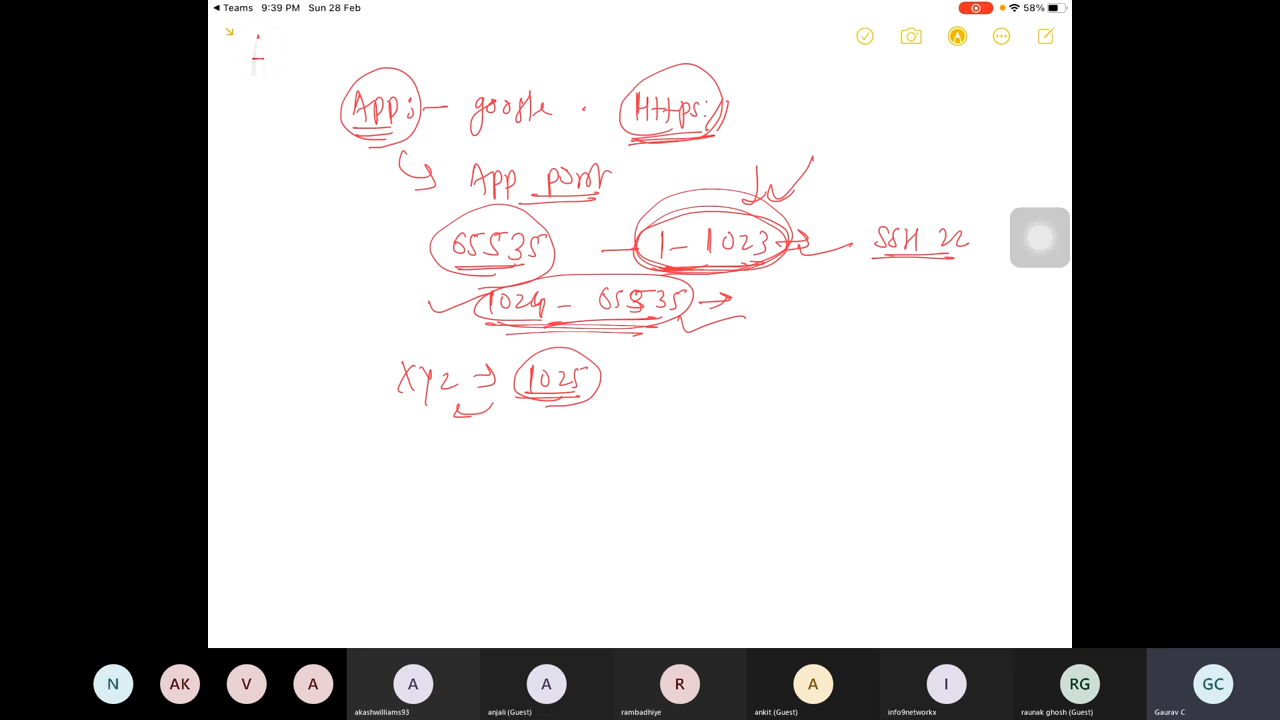 Teams 9:39 PM Sun 28 Feb 58%
App:- google . Https:/
App port
65535 - 1-1023 → SSH 22
1024 - 65535 →
XYZ → 1025
N AK V A A A R A I RG GC
akashwilliams93 anjali (Guest) rambadhiye ankit (Guest) info9networkx raunak ghosh (Guest) Gaurav C